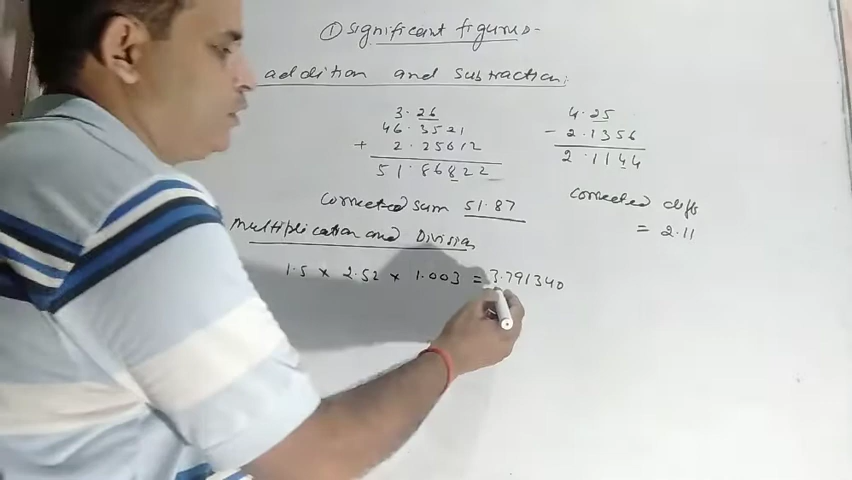 ① Significant figures-
addition and Subtraction:
3.26
46.3521
+ 2.25612
51.86822
4.25
- 2.1356
2.1144
Corrected Sum 51.87
Corrected diff
= 2.11
Multiplication and Division
1.5 × 2.52 × 1.003 = 3.791340